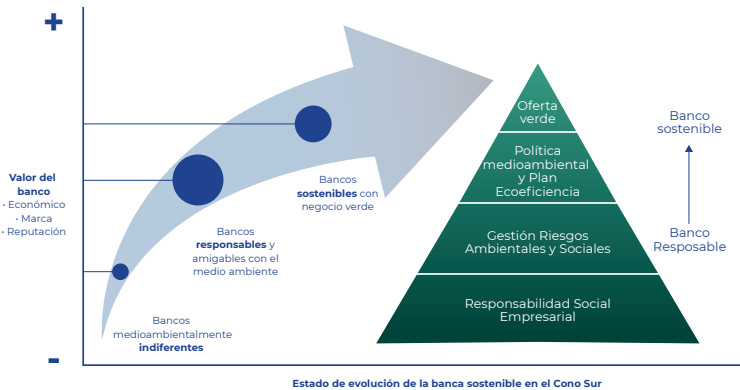 +
Valor del
banco
· Económico
· Marca
· Reputación
-
Bancos
medioambientalmente
indiferentes
Bancos
responsables y
amigables con el
medio ambiente
Bancos
sostenibles con
negocio verde
Oferta
verde
Política
medioambiental
y Plan
Ecoeficiencia
Gestión Riesgos
Ambientales y Sociales
Responsabilidad Social
Empresarial
Banco
sostenible
Banco
Resposable
Estado de evolución de la banca sostenible en el Cono Sur